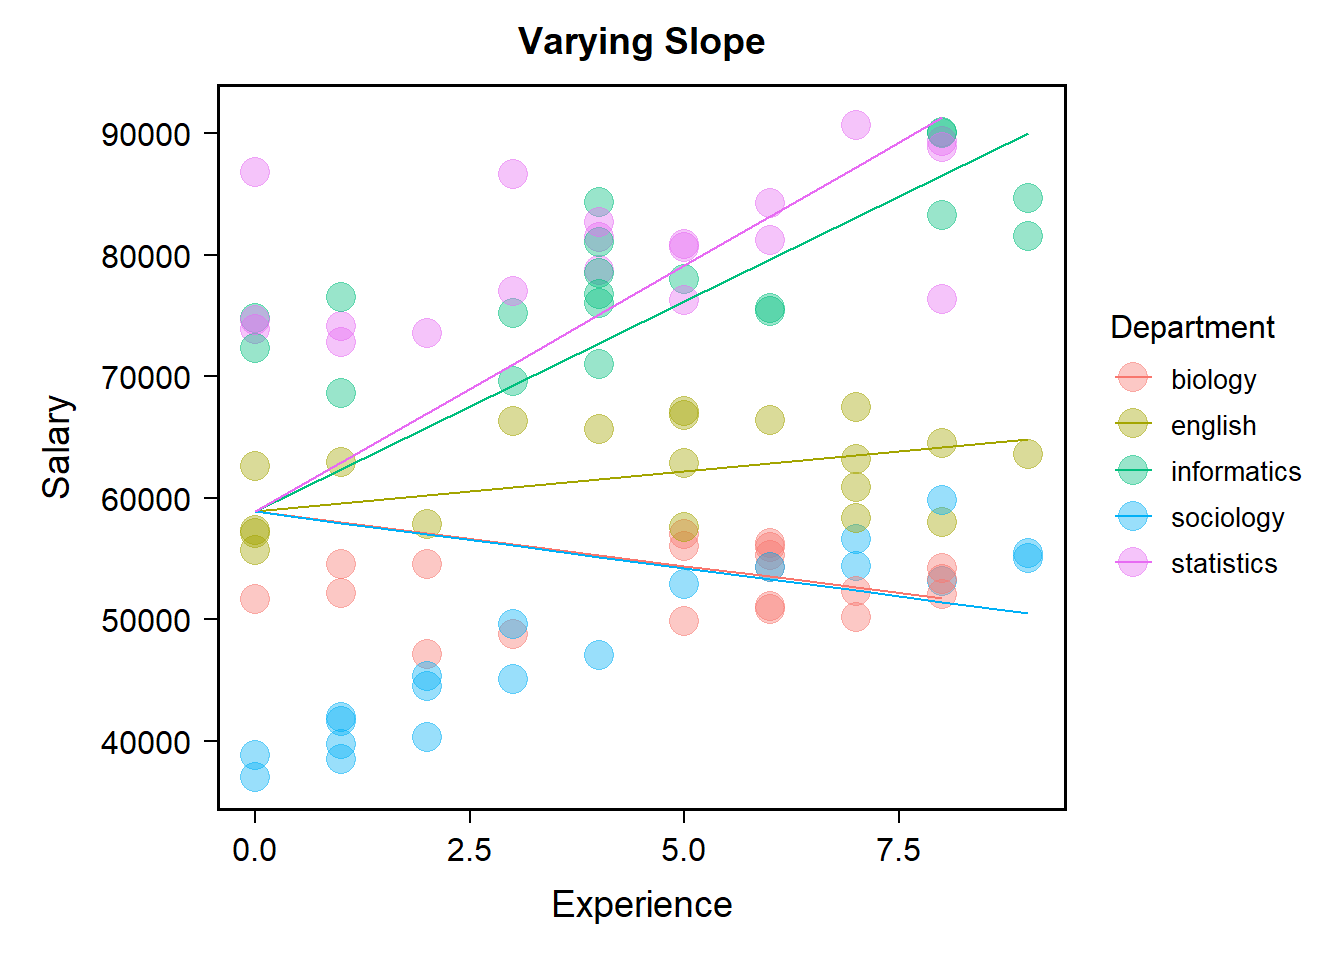 Varying Slope
Salary
90000
80000
70000
60000
50000
40000
0.0
2.5
5.0
7.5
Experience
Department
biology
english
informatics
sociology
statistics